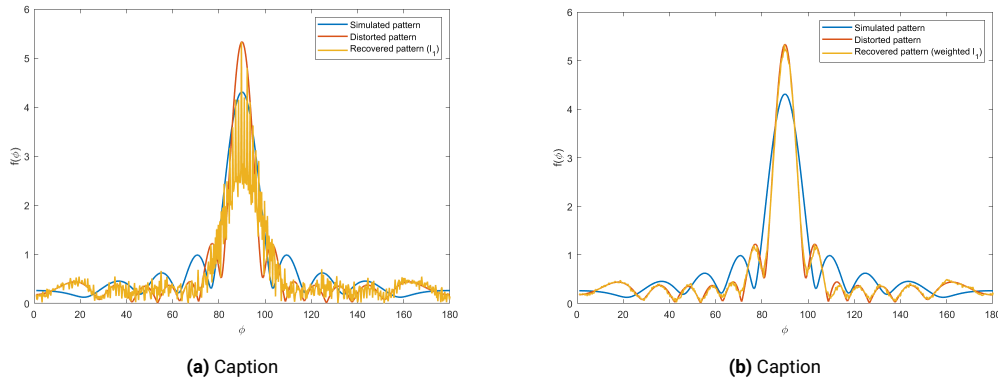 6
5
4
3
2
1
0
f(ϕ)
0 20 40 60 80 100 120 140 160 180
ϕ
Simulated pattern
Distorted pattern
Recovered pattern (l₁)
(a) Caption
6
5
4
3
2
1
0
f(ϕ)
0 20 40 60 80 100 120 140 160 180
ϕ
Simulated pattern
Distorted pattern
Recovered pattern (weighted l₁)
(b) Caption